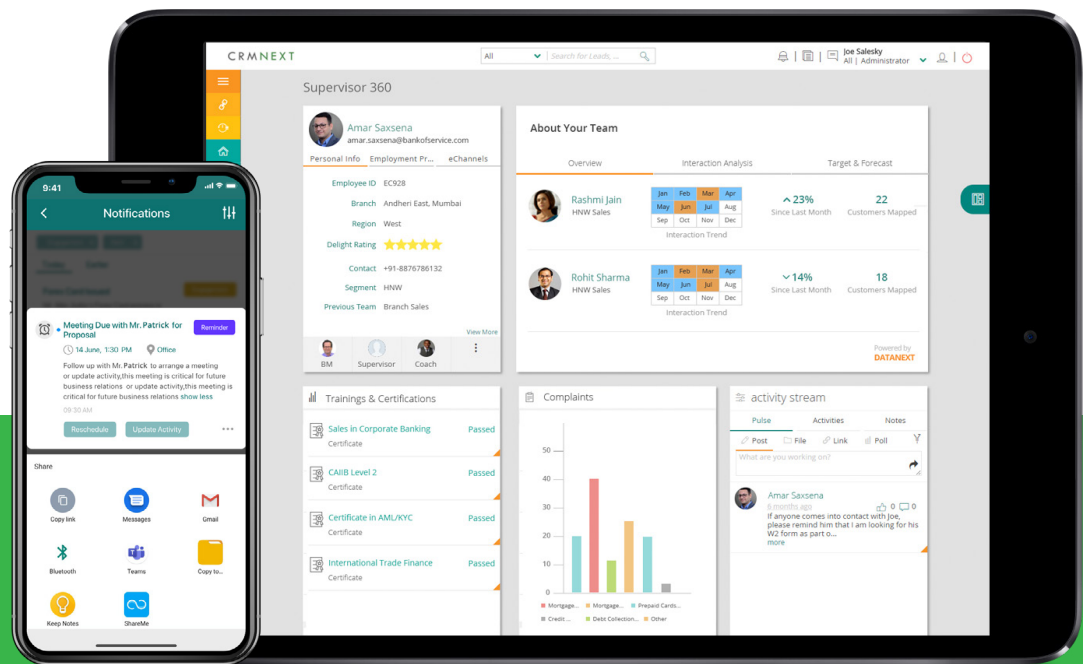 CRMNEXT
All
Search for Leads, ...
Joe Salesky
All | Administrator
Supervisor 360
Amar Saxsena
amar.saxsena@bankofservice.com
Personal Info Employment Pr... eChannels
Employee ID EC928
Branch Andheri East, Mumbai
Region West
Delight Rating
Contact +91-8876786132
Segment HNW
Previous Team Branch Sales
View More
BM Supervisor Coach
About Your Team
Overview Interaction Analysis Target & Forecast
Rashmi Jain
HNW Sales
Jan Feb Mar Apr
May Jun Jul Aug
Sep Oct Nov Dec
Interaction Trend
23%
Since Last Month
22
Customers Mapped
Rohit Sharma
HNW Sales
Jan Feb Mar Apr
May Jun Jul Aug
Sep Oct Nov Dec
Interaction Trend
14%
Since Last Month
18
Customers Mapped
Powered by
DATANEXT
Trainings & Certifications
Sales in Corporate Banking Passed
Certificate
CAIIB Level 2 Passed
Certificate
Certificate in AML/KYC Passed
Certificate
International Trade Finance Passed
Certificate
Complaints
50
40
30
20
10
0
Mortgage... Mortgage... Prepaid Cards...
Credit ... Debt Collection... Other
activity stream
Pulse Activities Notes
Post File Link Poll
What are you working on?
Amar Saxsena
8 months ago 0 0
If anyone comes into contact with Joe,
please remind him that I am looking for his
W2 form as part o...
more
9:41
Notifications
Today
Meeting Due with Mr. Patrick for
Proposal
Reminder
14 June, 1:30 PM Office
Follow up with Mr. Patrick to arrange a meeting
or update activity,this meeting is critical for future
business relations or update activity,this meeting is
critical for future business relations show less
09:30 AM
Reschedule Update Activity
Share
Copy link Messages Gmail
Bluetooth Teams Copy to...
Keep Notes ShareMe